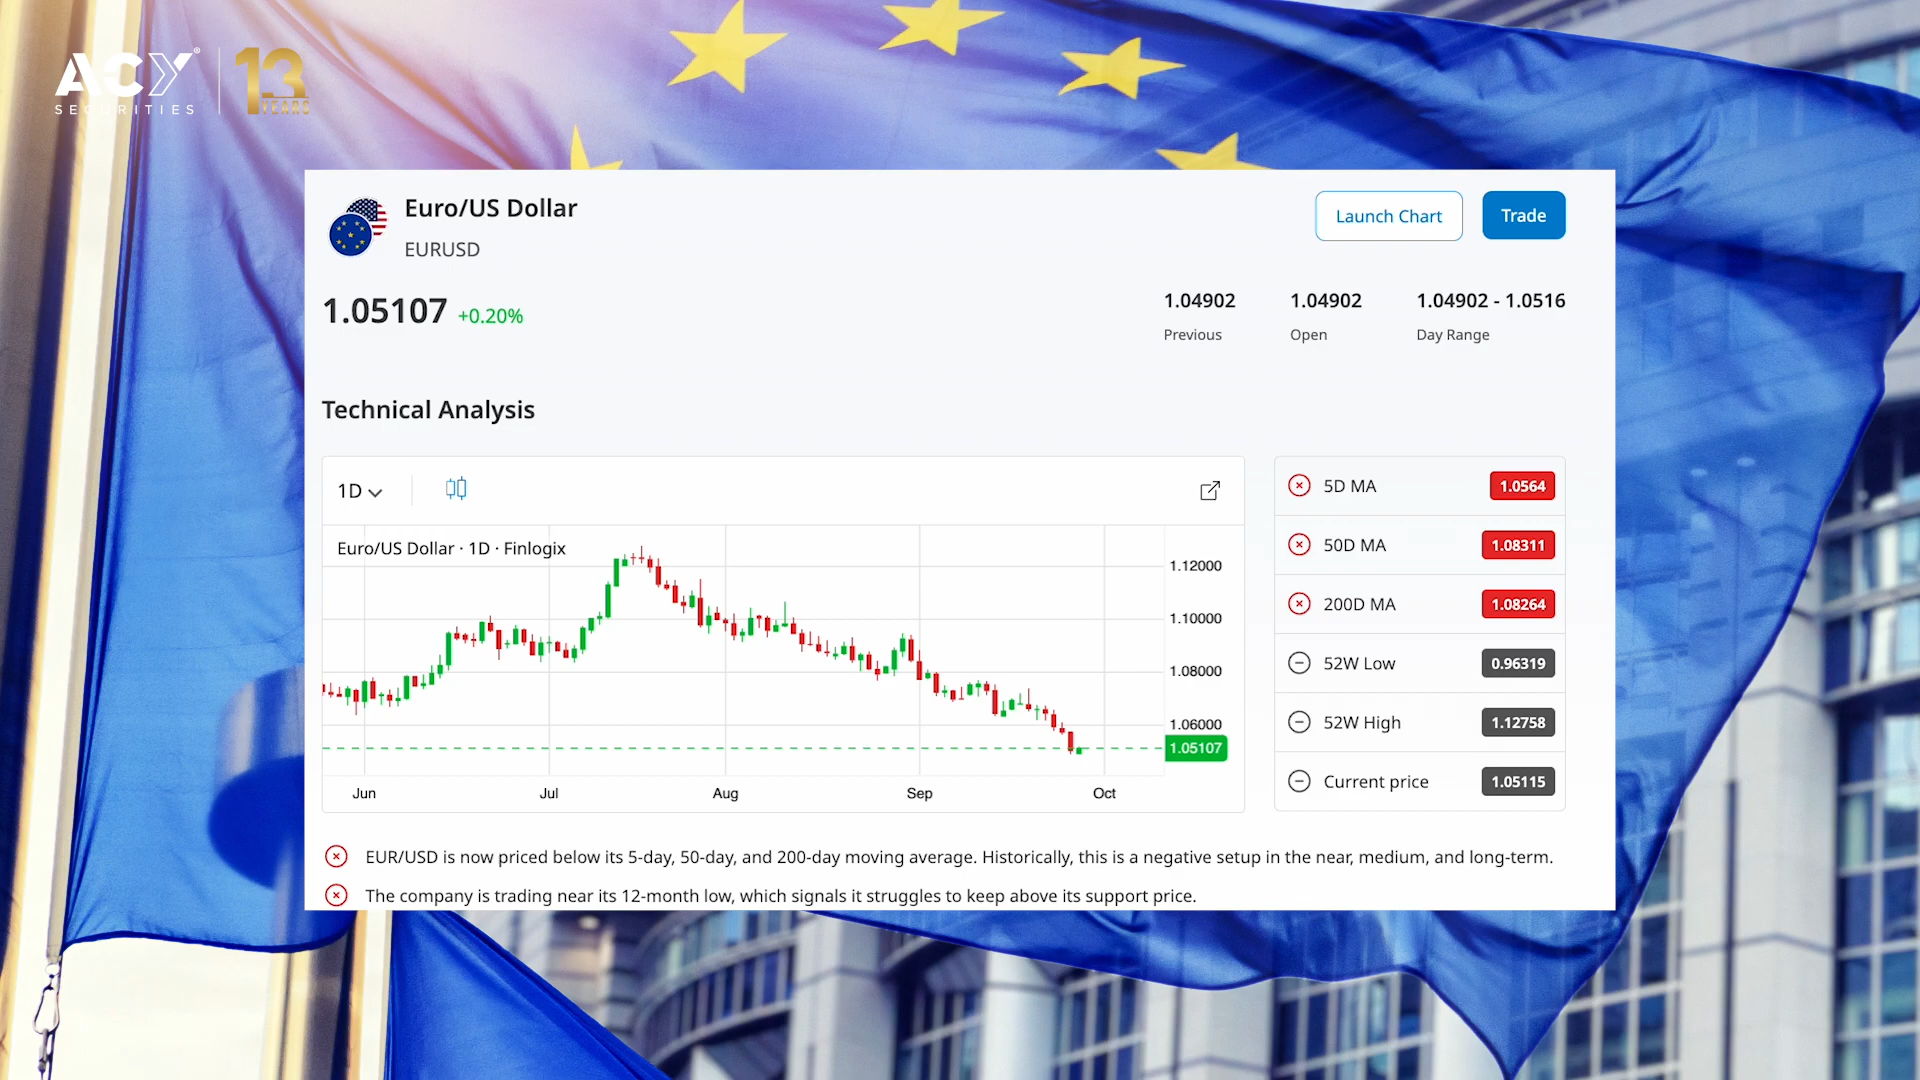 ACY
SECURITIES
13
YEARS
Euro/US Dollar
EURUSD
Launch Chart
Trade
1.05107 +0.20%
1.04902
Previous
1.04902
Open
1.04902 - 1.0516
Day Range
Technical Analysis
1D
Euro/US Dollar · 1D · Finlogix
1.12000
1.10000
1.08000
1.06000
1.05107
Jun Jul Aug Sep Oct
5D MA 1.0564
50D MA 1.08311
200D MA 1.08264
52W Low 0.96319
52W High 1.12758
Current price 1.05115
EUR/USD is now priced below its 5-day, 50-day, and 200-day moving average. Historically, this is a negative setup in the near, medium, and long-term.
The company is trading near its 12-month low, which signals it struggles to keep above its support price.